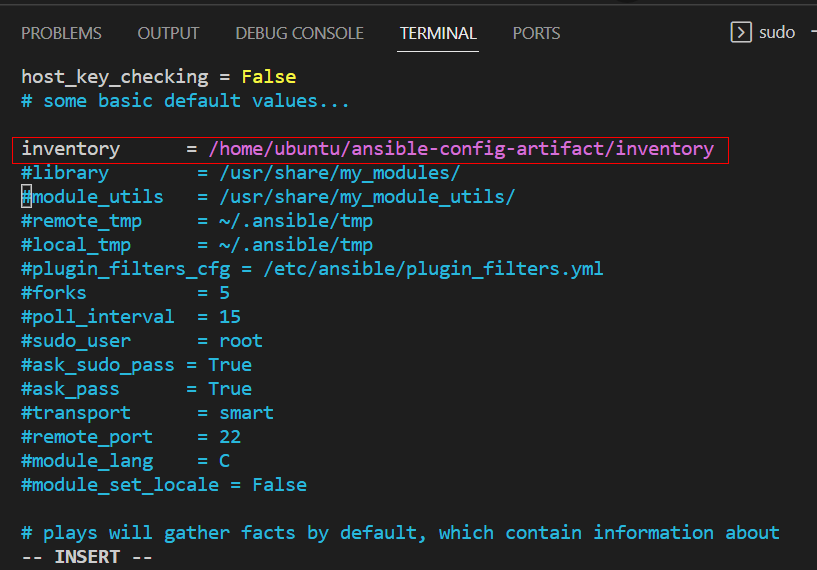 PROBLEMS OUTPUT DEBUG CONSOLE TERMINAL PORTS sudo
host_key_checking = False
# some basic default values...
inventory      = /home/ubuntu/ansible-config-artifact/inventory
#library        = /usr/share/my_modules/
#module_utils   = /usr/share/my_module_utils/
#remote_tmp     = ~/.ansible/tmp
#local_tmp      = ~/.ansible/tmp
#plugin_filters_cfg = /etc/ansible/plugin_filters.yml
#forks          = 5
#poll_interval  = 15
#sudo_user      = root
#ask_sudo_pass = True
#ask_pass      = True
#transport      = smart
#remote_port    = 22
#module_lang    = C
#module_set_locale = False
# plays will gather facts by default, which contain information about
-- INSERT --